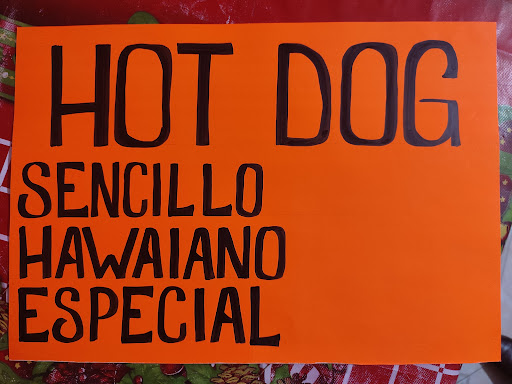 HOT DOG
SENCILLO
HAWAIANO
ESPECIAL